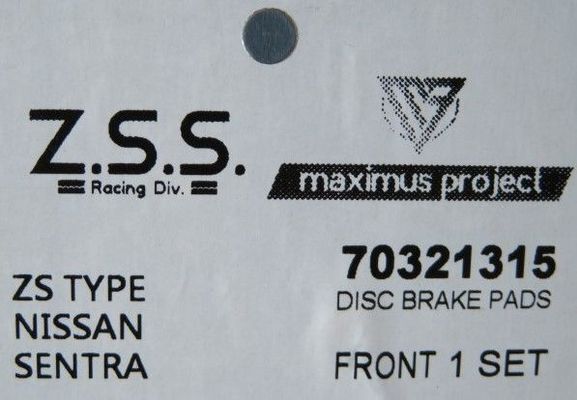 Z.S.S.
Racing Div.
maximus project
70321315
DISC BRAKE PADS
ZS TYPE
NISSAN
SENTRA
FRONT 1 SET